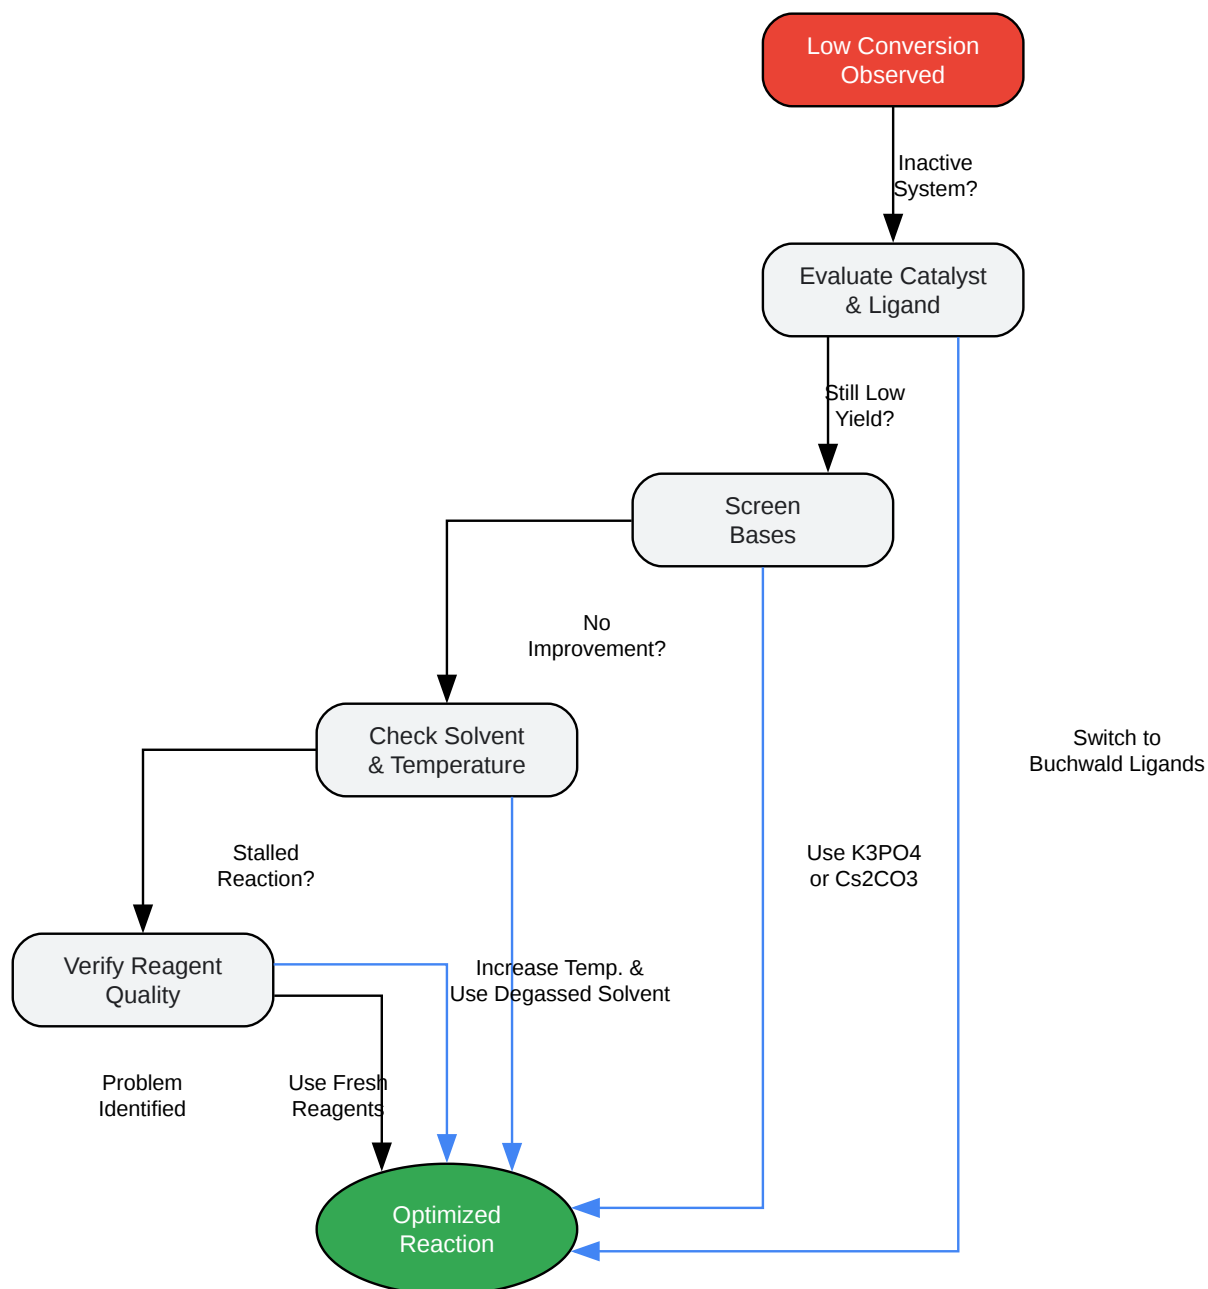 Low Conversion
Observed
Inactive
System?
Evaluate Catalyst
& Ligand
Still Low
Yield?
Screen
Bases
No
Improvement?
Check Solvent
& Temperature
Switch to
Buchwald Ligands
Stalled
Reaction?
Use K3PO4
or Cs2CO3
Verify Reagent
Quality
Increase Temp. &
Use Degassed Solvent
Problem
Identified
Use Fresh
Reagents
Optimized
Reaction